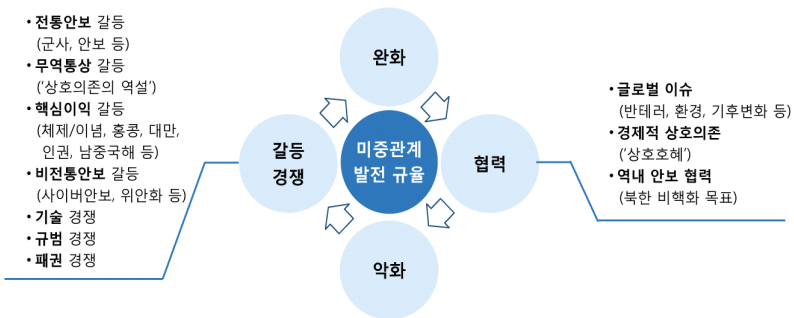 • 전통안보 갈등
(군사, 안보 등)
• 무역통상 갈등
('상호의존의 역설')
• 핵심이익 갈등
(체제/이념, 홍콩, 대만,
인권, 남중국해 등)
• 비전통안보 갈등
(사이버안보, 위안화 등)
• 기술 경쟁
• 규범 경쟁
• 패권 경쟁
완화
갈등
경쟁
미중관계
발전 규율
협력
악화
• 글로벌 이슈
(반테러, 환경, 기후변화 등)
• 경제적 상호의존
('상호호혜')
• 역내 안보 협력
(북한 비핵화 목표)